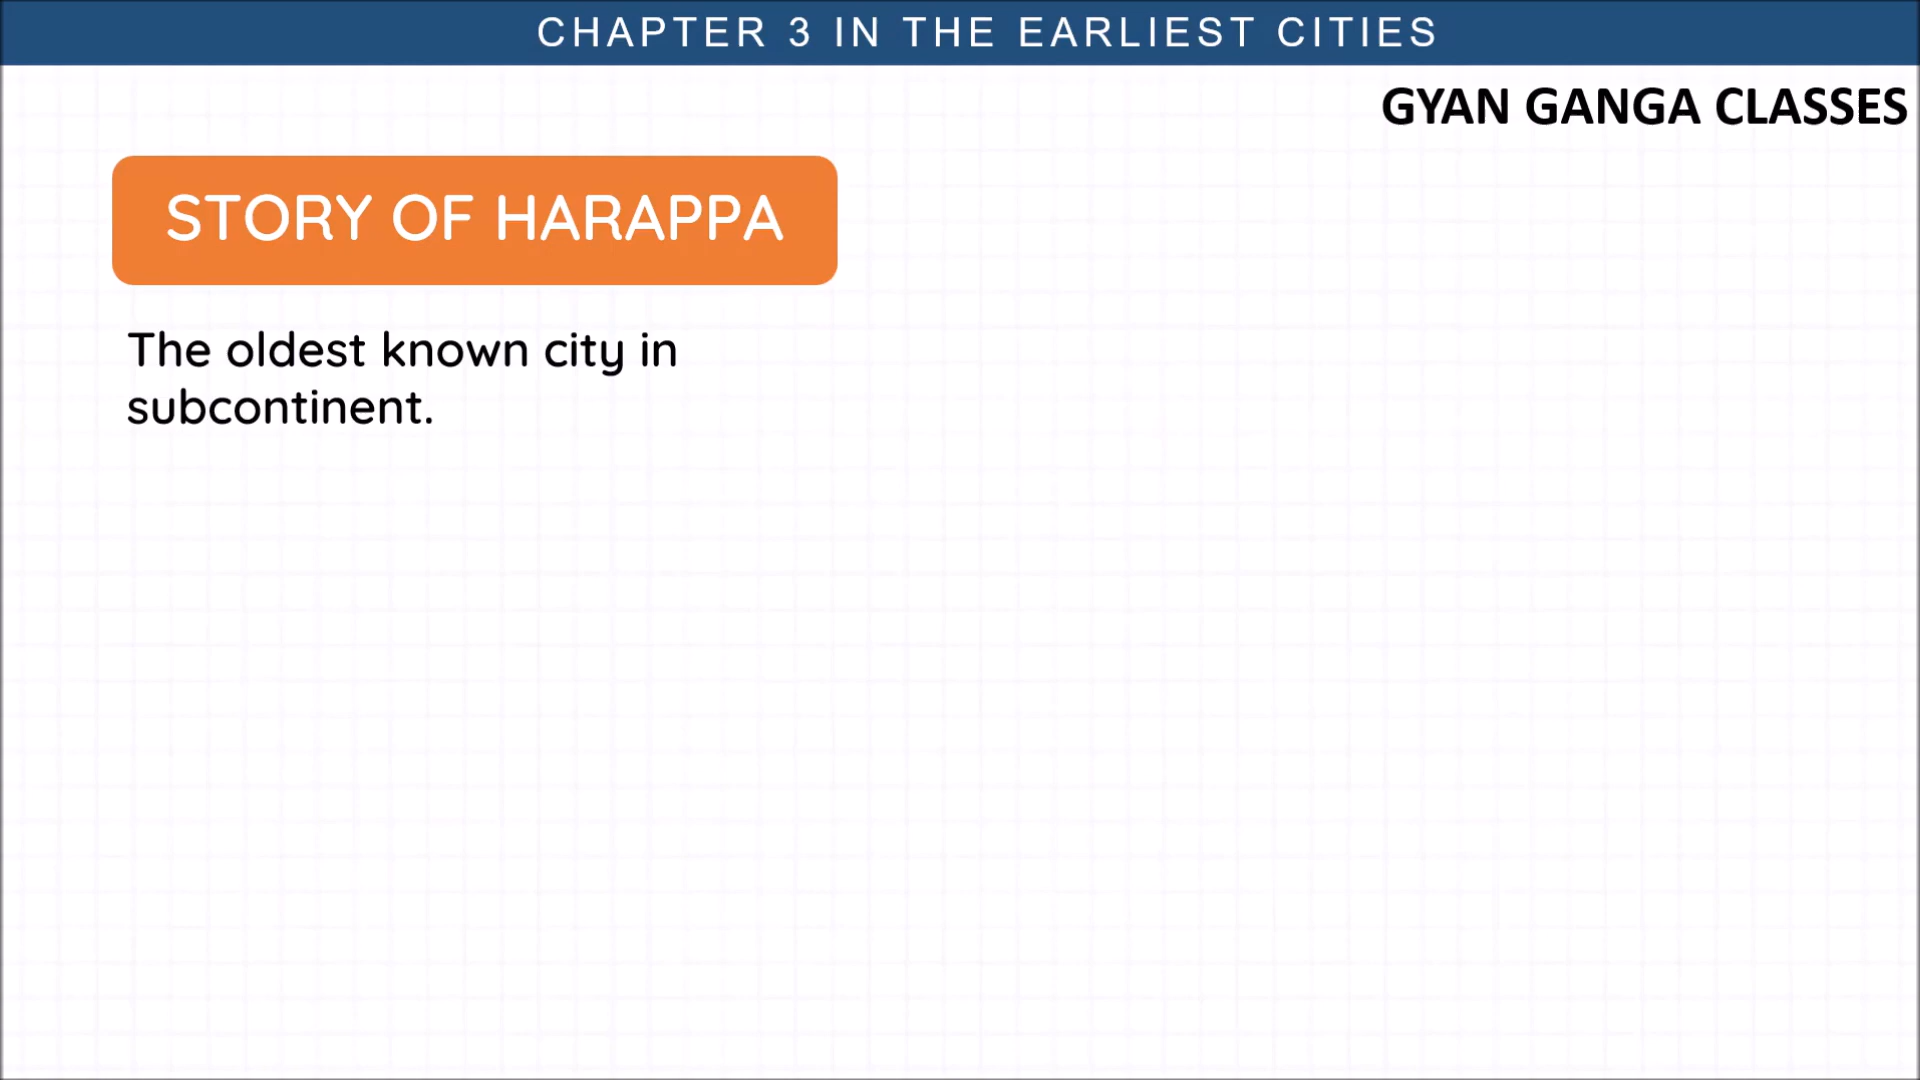 CHAPTER 3 IN THE EARLIEST CITIES
GYAN GANGA CLASSES
STORY OF HARAPPA
The oldest known city in
subcontinent.